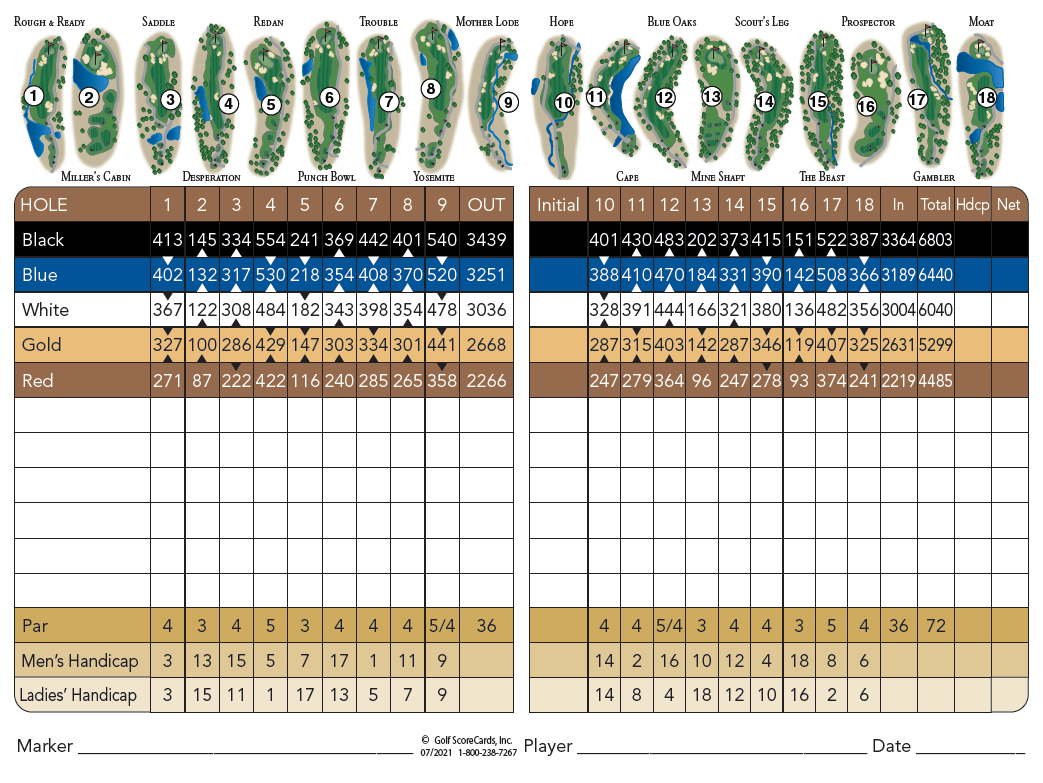 ROUGH & READY SADDLE REDAN TROUBLE MOTHER LODE HOPE BLUE OAKS SCOUT'S LEG PROSPECTOR MOAT
1 2 3 4 5 6 7 8 9 10 11 12 13 14 15 16 17 18
MILLER'S CABIN DESPERATION PUNCH BOWL YOSEMITE CAPE MINE SHAFT THE BEAST GAMBLER
HOLE 1 2 3 4 5 6 7 8 9 OUT Initial 10 11 12 13 14 15 16 17 18 In Total Hdcp Net
Black 413 145 334 554 241 369 442 401 540 3439 401 430 483 202 373 415 151 522 387 3364 6803
Blue 402 132 317 530 218 354 408 370 520 3251 388 410 470 184 331 390 142 508 366 3189 6440
White 367 122 308 484 182 343 398 354 478 3036 328 391 444 166 321 380 136 482 356 3004 6040
Gold 327 100 286 429 147 303 334 301 441 2668 287 315 403 142 287 346 119 407 325 2631 5299
Red 271 87 222 422 116 240 285 265 358 2266 247 279 364 96 247 278 93 374 241 2219 4485
Par 4 3 4 5 3 4 4 4 5/4 36 4 4 5/4 3 4 4 3 5 4 36 72
Men's Handicap 3 13 15 5 7 17 1 11 9 14 2 16 10 12 4 18 8 6
Ladies' Handicap 3 15 11 1 17 13 5 7 9 14 8 4 18 12 10 16 2 6
Marker © Golf ScoreCards, Inc. Player Date
07/2021 1-800-238-7267